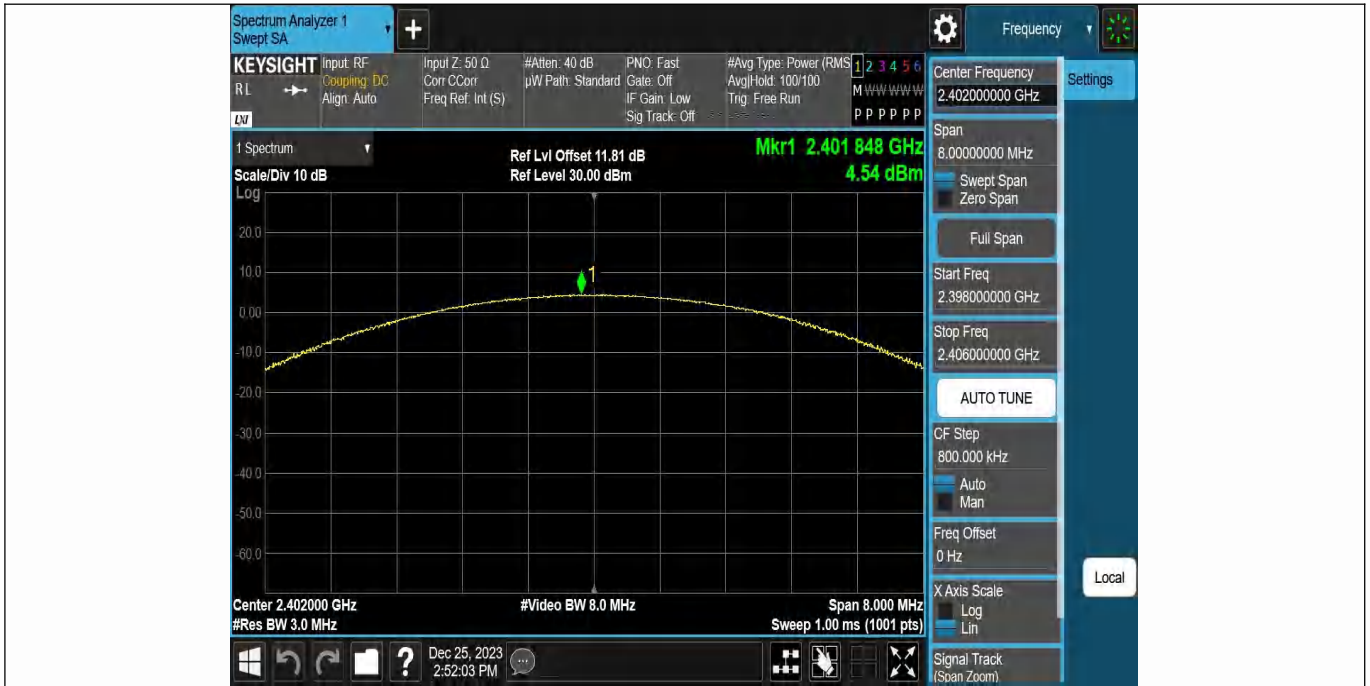 Spectrum Analyzer 1
Swept SA
+
Frequency
KEYSIGHT
RL
LXI
Input: RF
Coupling: DC
Align: Auto
Input Z: 50 Ω
Corr CCorr
Freq Ref: Int (S)
#Atten: 40 dB
µW Path: Standard
PNO: Fast
Gate: Off
IF Gain: Low
Sig Track: Off
#Avg Type: Power (RMS
Avg|Hold: 100/100
Trig: Free Run
1 2 3 4 5 6
M W W W W W
P P P P P P
1 Spectrum
Scale/Div 10 dB
Ref Lvl Offset 11.81 dB
Ref Level 30.00 dBm
Mkr1 2.401 848 GHz
4.54 dBm
Log
20.0
10.0
0.00
-10.0
-20.0
-30.0
-40.0
-50.0
-60.0
1
Center 2.402000 GHz
#Res BW 3.0 MHz
#Video BW 8.0 MHz
Span 8.000 MHz
Sweep 1.00 ms (1001 pts)
Center Frequency
2.402000000 GHz
Settings
Span
8.00000000 MHz
Swept Span
Zero Span
Full Span
Start Freq
2.398000000 GHz
Stop Freq
2.406000000 GHz
AUTO TUNE
CF Step
800.000 kHz
Auto
Man
Freq Offset
0 Hz
X Axis Scale
Log
Lin
Local
Signal Track
(Span Zoom)
?
Dec 25, 2023
2:52:03 PM